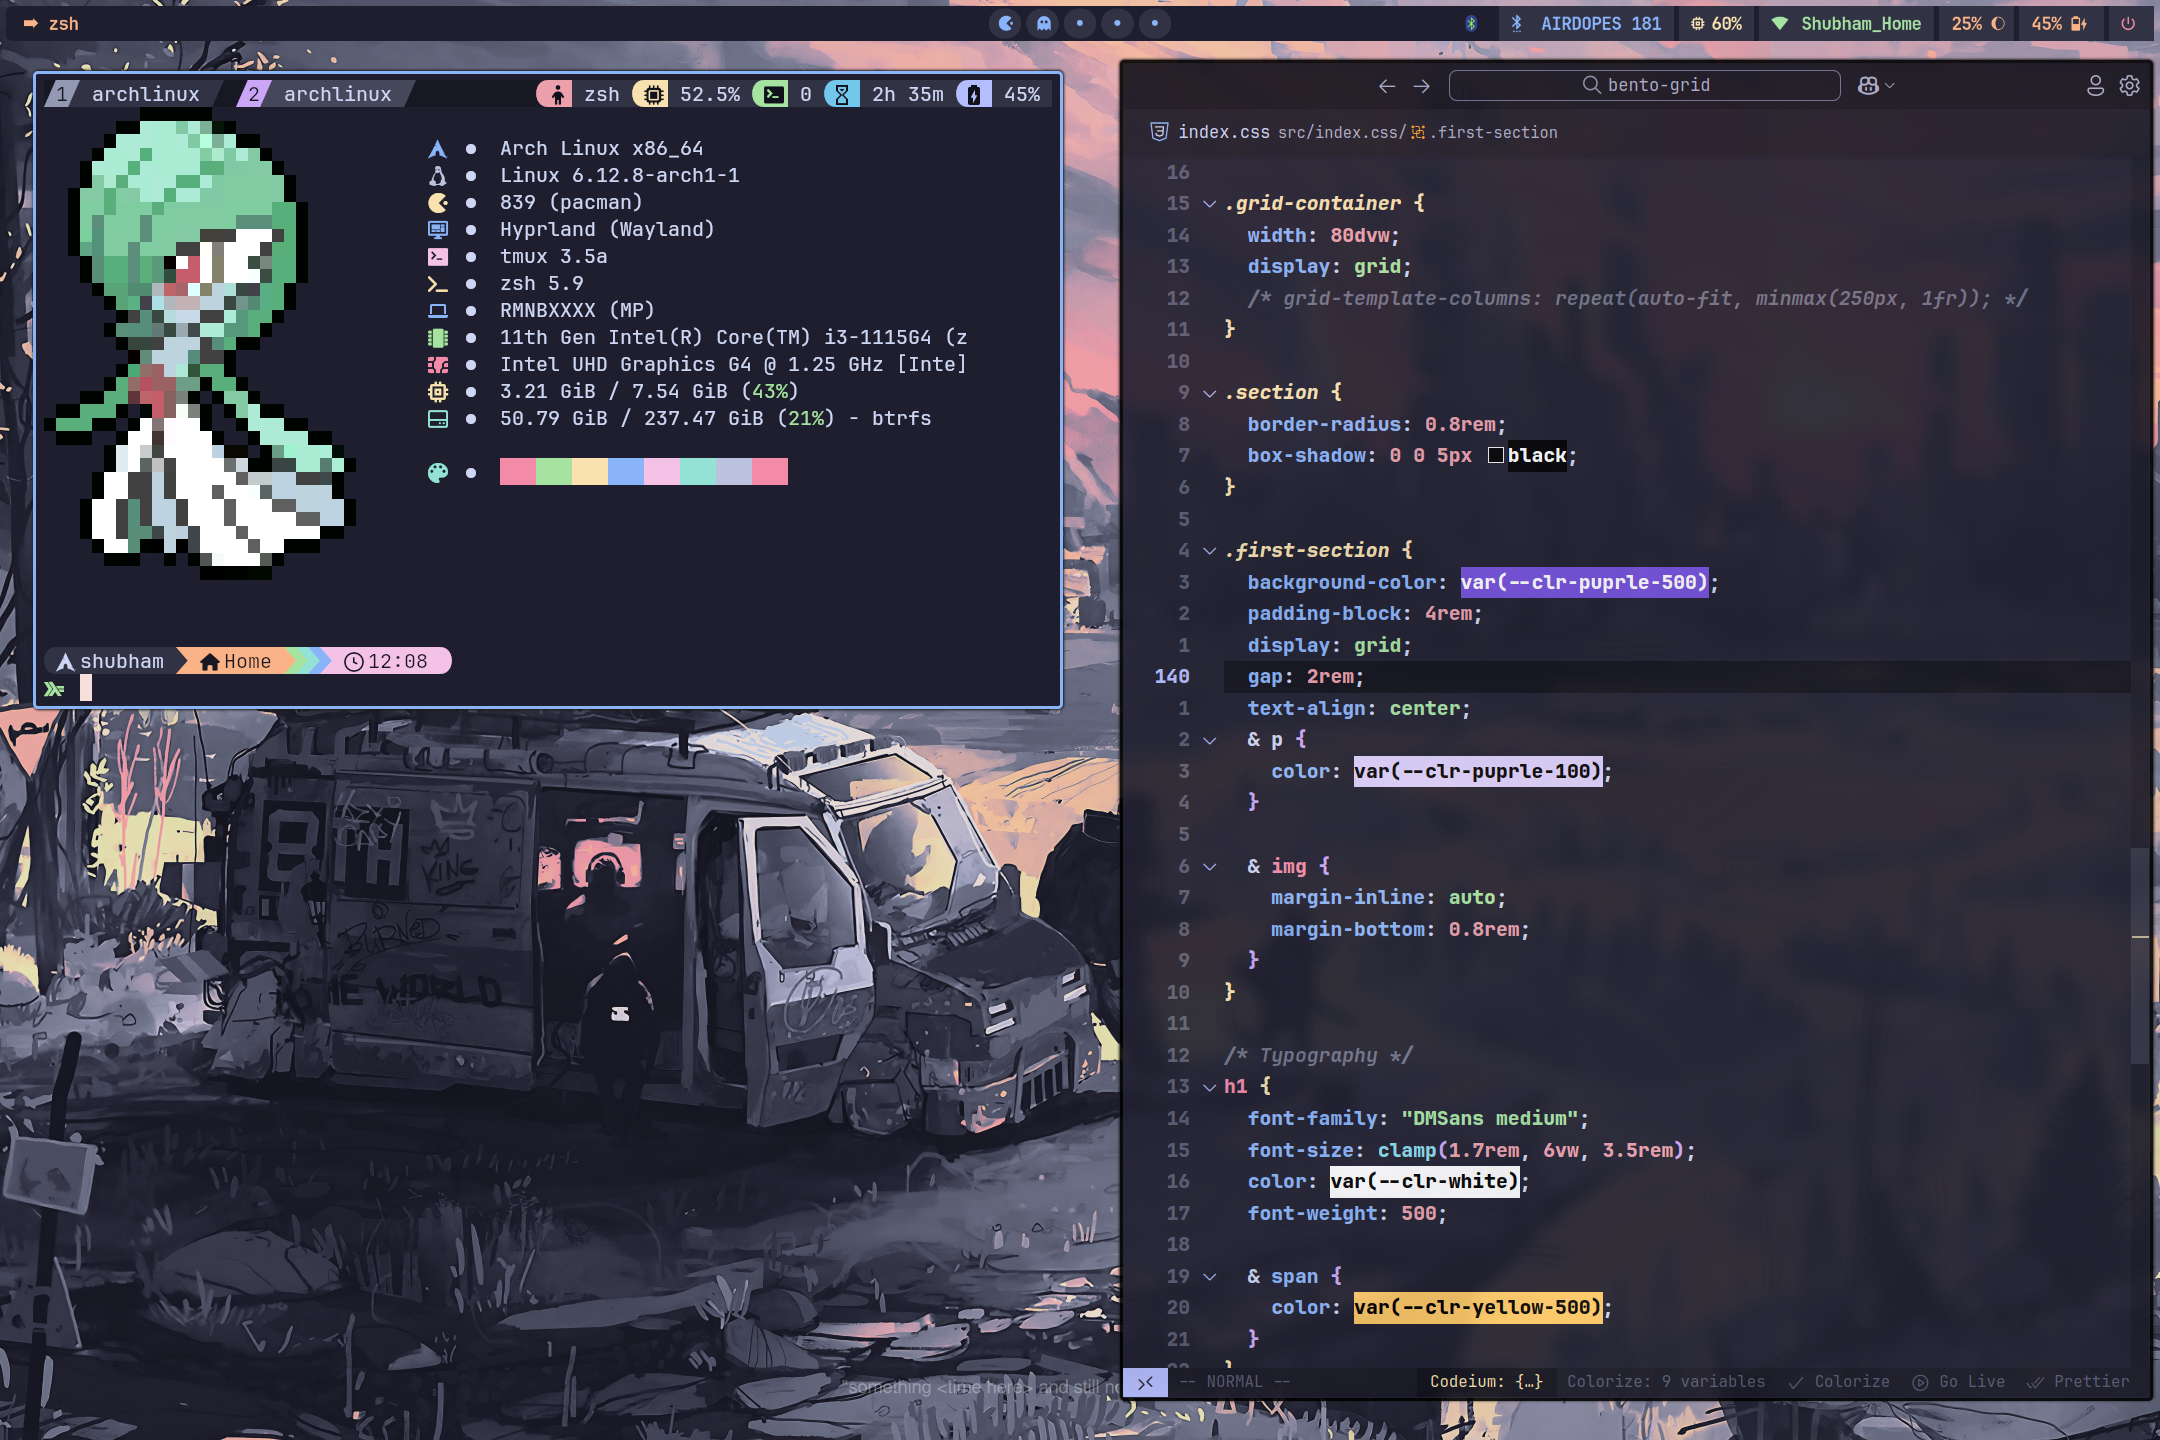 zsh
AIRDOPES 181
60%
Shubham_Home
25%
45%
1 archlinux 2 archlinux
zsh 52.5% 0 2h 35m 45%
Arch Linux x86_64
Linux 6.12.8-arch1-1
839 (pacman)
Hyprland (Wayland)
tmux 3.5a
zsh 5.9
RMNBXXXX (MP)
11th Gen Intel(R) Core(TM) i3-1115G4 (z
Intel UHD Graphics G4 @ 1.25 GHz [Inte]
3.21 GiB / 7.54 GiB (43%)
50.79 GiB / 237.47 GiB (21%) - btrfs
shubham Home 12:08
KING
BURNED
THE WORLD
"something <time here> and still no
bento-grid
index.css src/index.css/ .first-section
16
15 .grid-container {
14 width: 80dvw;
13 display: grid;
12 /* grid-template-columns: repeat(auto-fit, minmax(250px, 1fr)); */
11 }
10
9 .section {
8 border-radius: 0.8rem;
7 box-shadow: 0 0 5px black;
6 }
5
4 .first-section {
3 background-color: var(--clr-puprle-500);
2 padding-block: 4rem;
1 display: grid;
140 gap: 2rem;
1 text-align: center;
2 & p {
3 color: var(--clr-puprle-100);
4 }
5
6 & img {
7 margin-inline: auto;
8 margin-bottom: 0.8rem;
9 }
10 }
11
12 /* Typography */
13 h1 {
14 font-family: "DMSans medium";
15 font-size: clamp(1.7rem, 6vw, 3.5rem);
16 color: var(--clr-white);
17 font-weight: 500;
18
19 & span {
20 color: var(--clr-yellow-500);
21 }
-- NORMAL --
Codeium: {…} Colorize: 9 variables Colorize Go Live Prettier